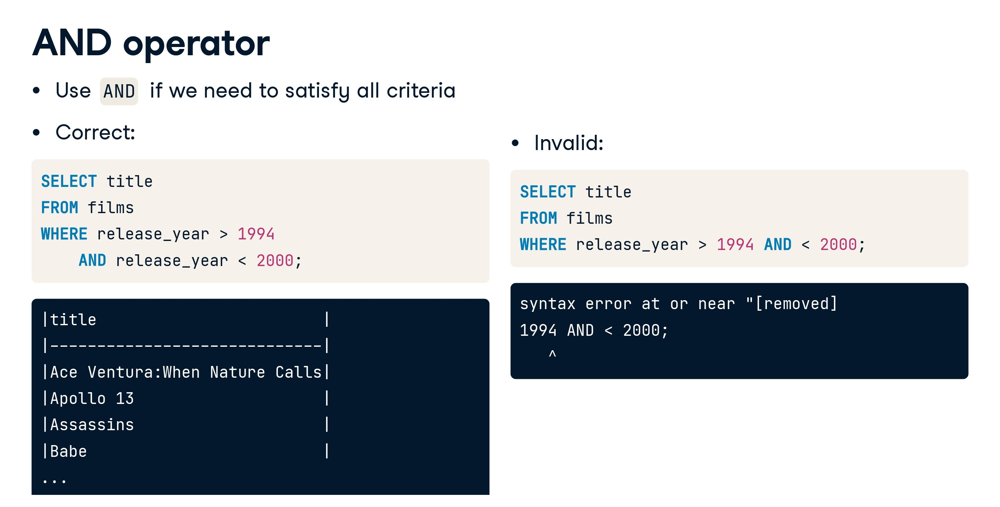 AND operator
• Use AND if we need to satisfy all criteria
• Correct:
SELECT title
FROM films
WHERE release_year > 1994
    AND release_year < 2000;
|title                        |
|-----------------------------|
|Ace Ventura:When Nature Calls|
|Apollo 13                    |
|Assassins                    |
|Babe                         |
...
• Invalid:
SELECT title
FROM films
WHERE release_year > 1994 AND < 2000;
syntax error at or near "[removed]
1994 AND < 2000;
   ^